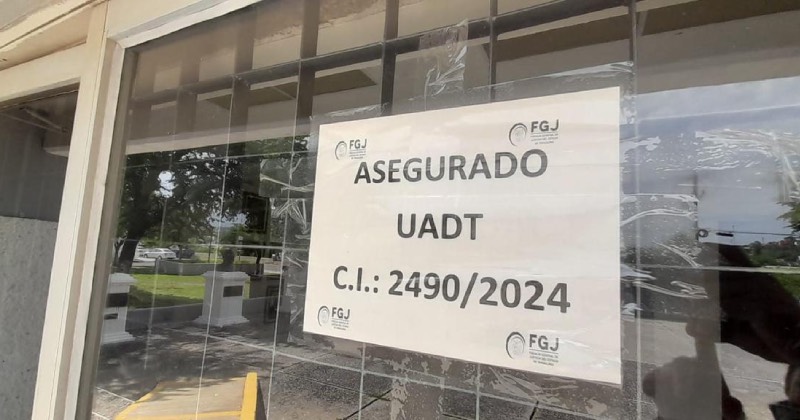 FGJ FGJ
ASEGURADO
UADT
C.I.: 2490/2024
FGJ FGJ